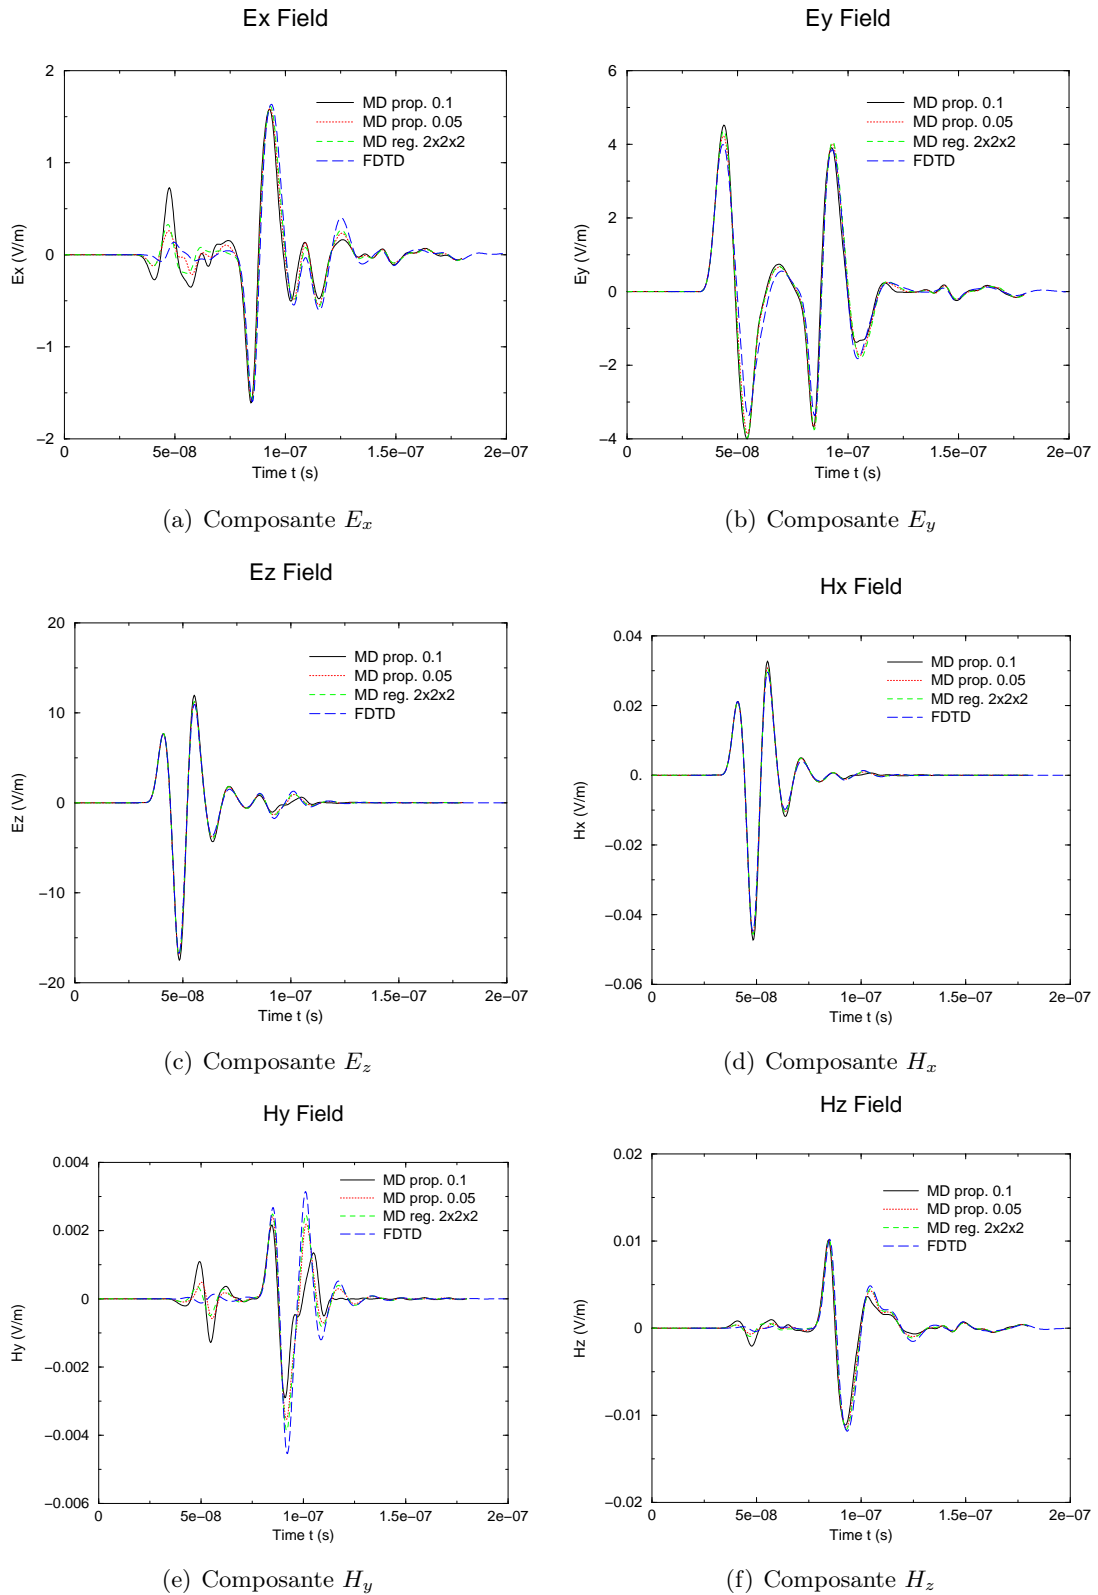 Ex Field
2
1
0
−1
−2
Ex (V/m)
MD prop. 0.1
MD prop. 0.05
MD reg. 2x2x2
FDTD
0
5e−08
1e−07
1.5e−07
2e−07
Time t (s)
(a) Composante E_x
Ey Field
6
4
2
0
−2
−4
Ey (V/m)
MD prop. 0.1
MD prop. 0.05
MD reg. 2x2x2
FDTD
0
5e−08
1e−07
1.5e−07
2e−07
Time t (s)
(b) Composante E_y
Ez Field
20
10
0
−10
−20
Ez (V/m)
MD prop. 0.1
MD prop. 0.05
MD reg. 2x2x2
FDTD
0
5e−08
1e−07
1.5e−07
2e−07
Time t (s)
(c) Composante E_z
Hx Field
0.04
0.02
0.
−0.02
−0.04
−0.06
Hx (V/m)
MD prop. 0.1
MD prop. 0.05
MD reg. 2x2x2
FDTD
0
5e−08
1e−07
1.5e−07
2e−07
Time t (s)
(d) Composante H_x
Hy Field
0.004
0.002
0
−0.002
−0.004
−0.006
Hy (V/m)
MD prop. 0.1
MD prop. 0.05
MD reg. 2x2x2
FDTD
0
5e−08
1e−07
1.5e−07
2e−07
Time t (s)
(e) Composante H_y
Hz Field
0.02
0.01
0
−0.01
−0.02
Hz (V/m)
MD prop. 0.1
MD prop. 0.05
MD reg. 2x2x2
FDTD
0
5e−08
1e−07
1.5e−07
2e−07
Time t (s)
(f) Composante H_z